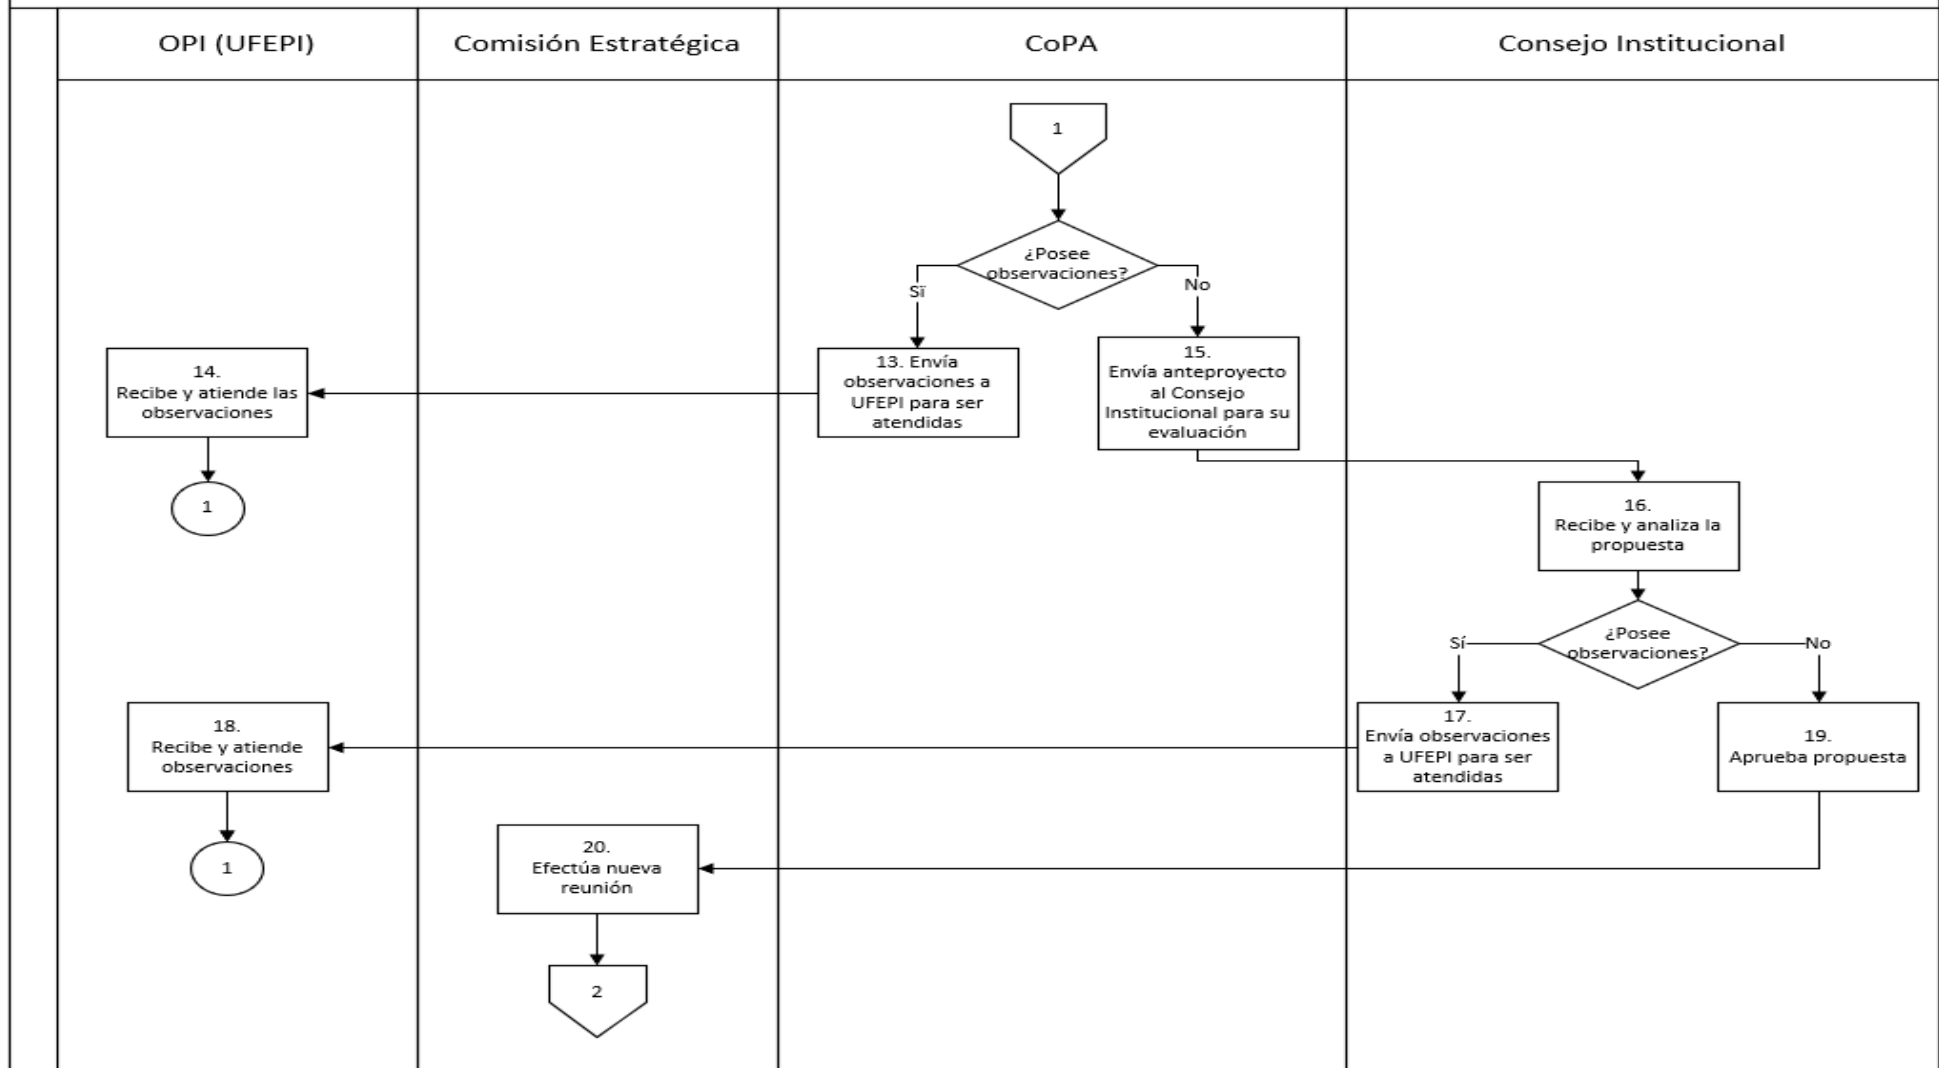 OPI (UFEPI)
Comisión Estratégica
CoPA
Consejo Institucional
1
¿Posee
observaciones?
Sï
No
13. Envía
observaciones a
UFEPI para ser
atendidas
15.
Envía anteproyecto
al Consejo
Institucional para su
evaluación
14.
Recibe y atiende las
observaciones
1
16.
Recibe y analiza la
propuesta
¿Posee
observaciones?
Sí
No
17.
Envía observaciones
a UFEPI para ser
atendidas
19.
Aprueba propuesta
18.
Recibe y atiende
observaciones
1
20.
Efectúa nueva
reunión
2